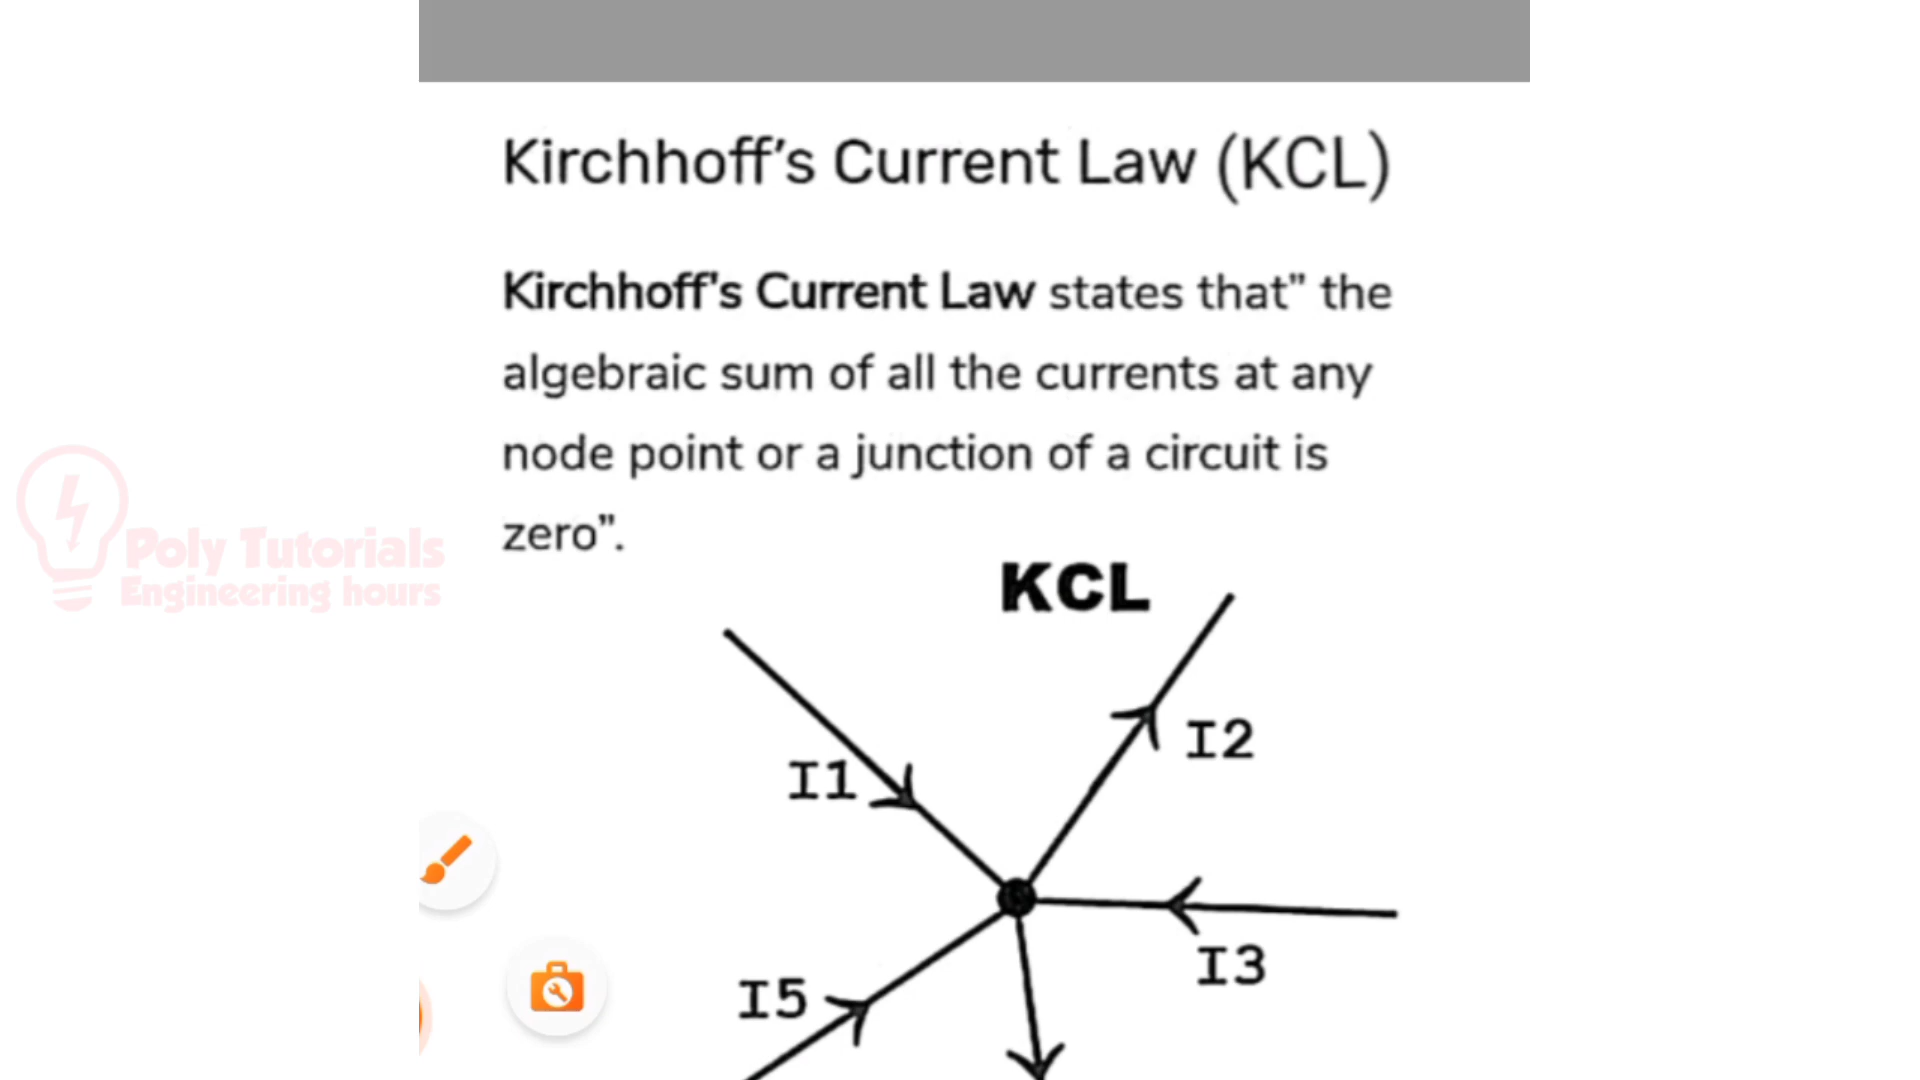 Kirchhoff's Current Law (KCL)
Kirchhoff's Current Law states that” the
algebraic sum of all the currents at any
node point or a junction of a circuit is
zero”.
KCL
I1
I2
I3
I5
Poly Tutorials
Engineering hours